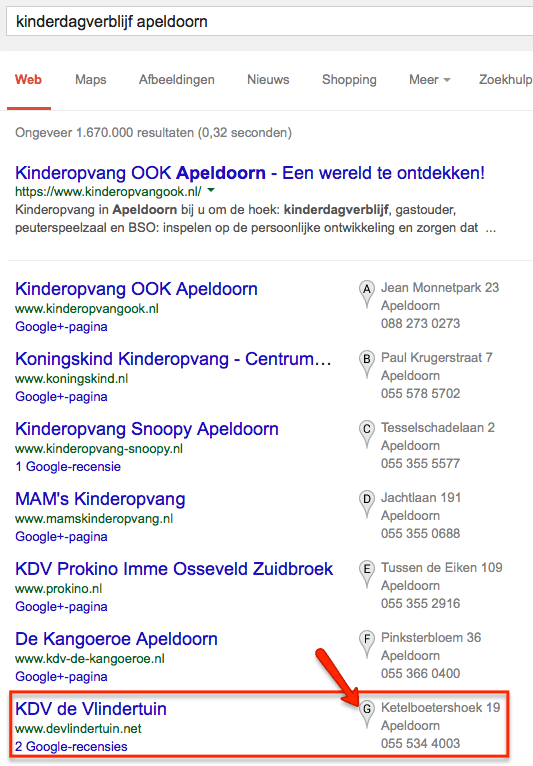 kinderdagverblijf apeldoorn
Web Maps Afbeeldingen Nieuws Shopping Meer Zoekhulp
Ongeveer 1.670.000 resultaten (0,32 seconden)
Kinderopvang OOK Apeldoorn - Een wereld te ontdekken!
https://www.kinderopvangook.nl/
Kinderopvang in Apeldoorn bij u om de hoek: kinderdagverblijf, gastouder,
peuterspeelzaal en BSO: inspelen op de persoonlijke ontwikkeling en zorgen dat ...
Kinderopvang OOK Apeldoorn
www.kinderopvangook.nl
Google+-pagina
A Jean Monnetpark 23
Apeldoorn
088 273 0273
Koningskind Kinderopvang - Centrum...
www.koningskind.nl
Google+-pagina
B Paul Krugerstraat 7
Apeldoorn
055 578 5702
Kinderopvang Snoopy Apeldoorn
www.kinderopvang-snoopy.nl
1 Google-recensie
C Tesselschadelaan 2
Apeldoorn
055 355 5577
MAM's Kinderopvang
www.mamskinderopvang.nl
Google+-pagina
D Jachtlaan 191
Apeldoorn
055 355 0688
KDV Prokino Imme Osseveld Zuidbroek
www.prokino.nl
Google+-pagina
E Tussen de Eiken 109
Apeldoorn
055 355 2916
De Kangoeroe Apeldoorn
www.kdv-de-kangoeroe.nl
Google+-pagina
F Pinksterbloem 36
Apeldoorn
055 366 0400
KDV de Vlindertuin
www.devlindertuin.net
2 Google-recensies
G Ketelboetershoek 19
Apeldoorn
055 534 4003